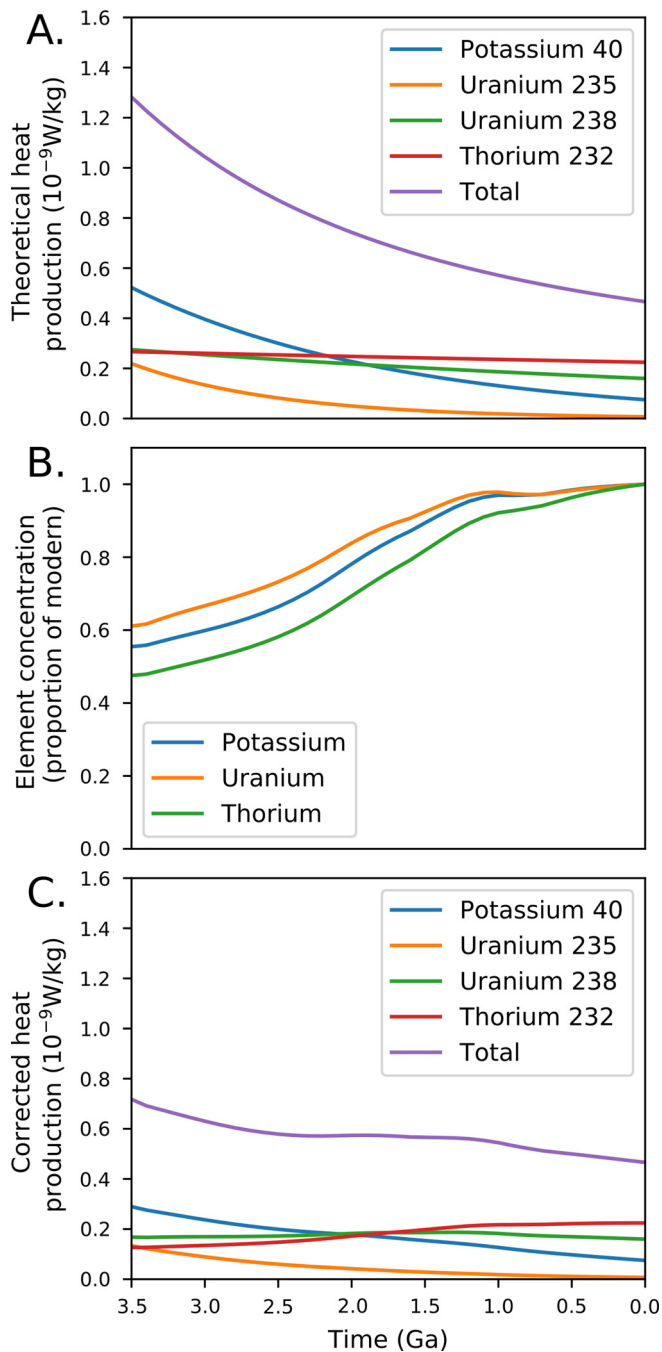 A.
Theoretical heat
production (10⁻⁹W/kg)
1.6
1.4
1.2
1.0
0.8
0.6
0.4
0.2
0.0
Potassium 40
Uranium 235
Uranium 238
Thorium 232
Total
B.
Element concentration
(proportion of modern)
1.0
0.8
0.6
0.4
0.2
0.0
Potassium
Uranium
Thorium
C.
Corrected heat
production (10⁻⁹W/kg)
1.6
1.4
1.2
1.0
0.8
0.6
0.4
0.2
0.0
Potassium 40
Uranium 235
Uranium 238
Thorium 232
Total
3.5 3.0 2.5 2.0 1.5 1.0 0.5 0.0
Time (Ga)